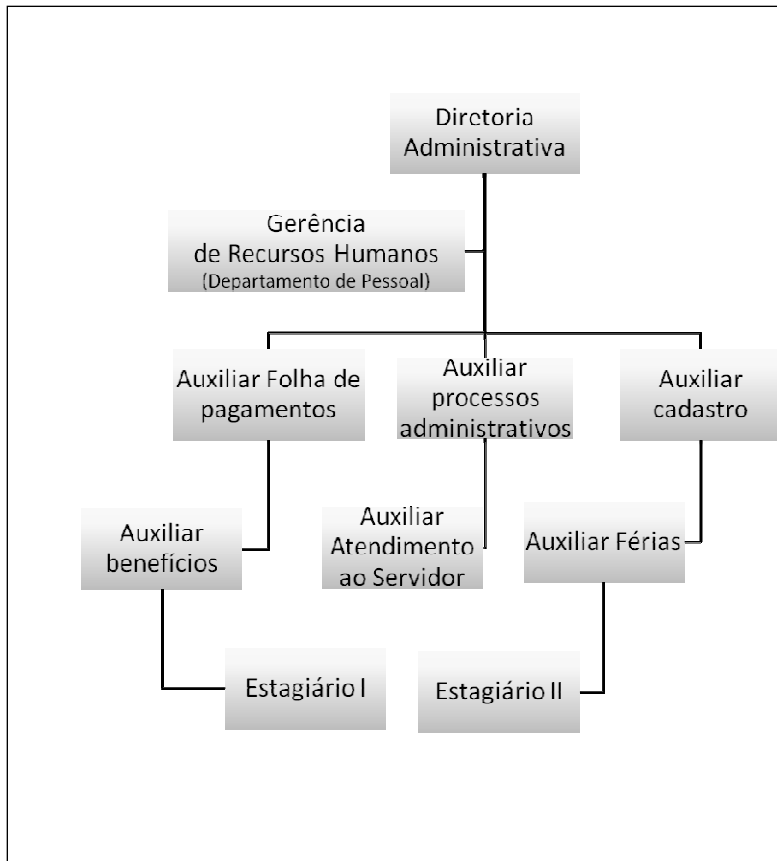 Diretoria
Administrativa
Gerência
de Recursos Humanos
(Departamento de Pessoal)
Auxiliar Folha de
pagamentos
Auxiliar
processos
administrativos
Auxiliar
cadastro
Auxiliar
benefícios
Auxiliar
Atendimento
ao Servidor
Auxiliar Férias
Estagiário I
Estagiário II